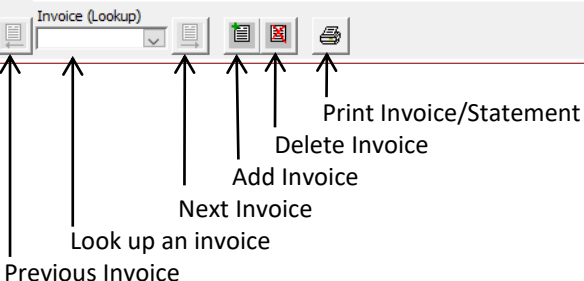 Invoice (Lookup)
Print Invoice/Statement
Delete Invoice
Add Invoice
Next Invoice
Look up an invoice
Previous Invoice